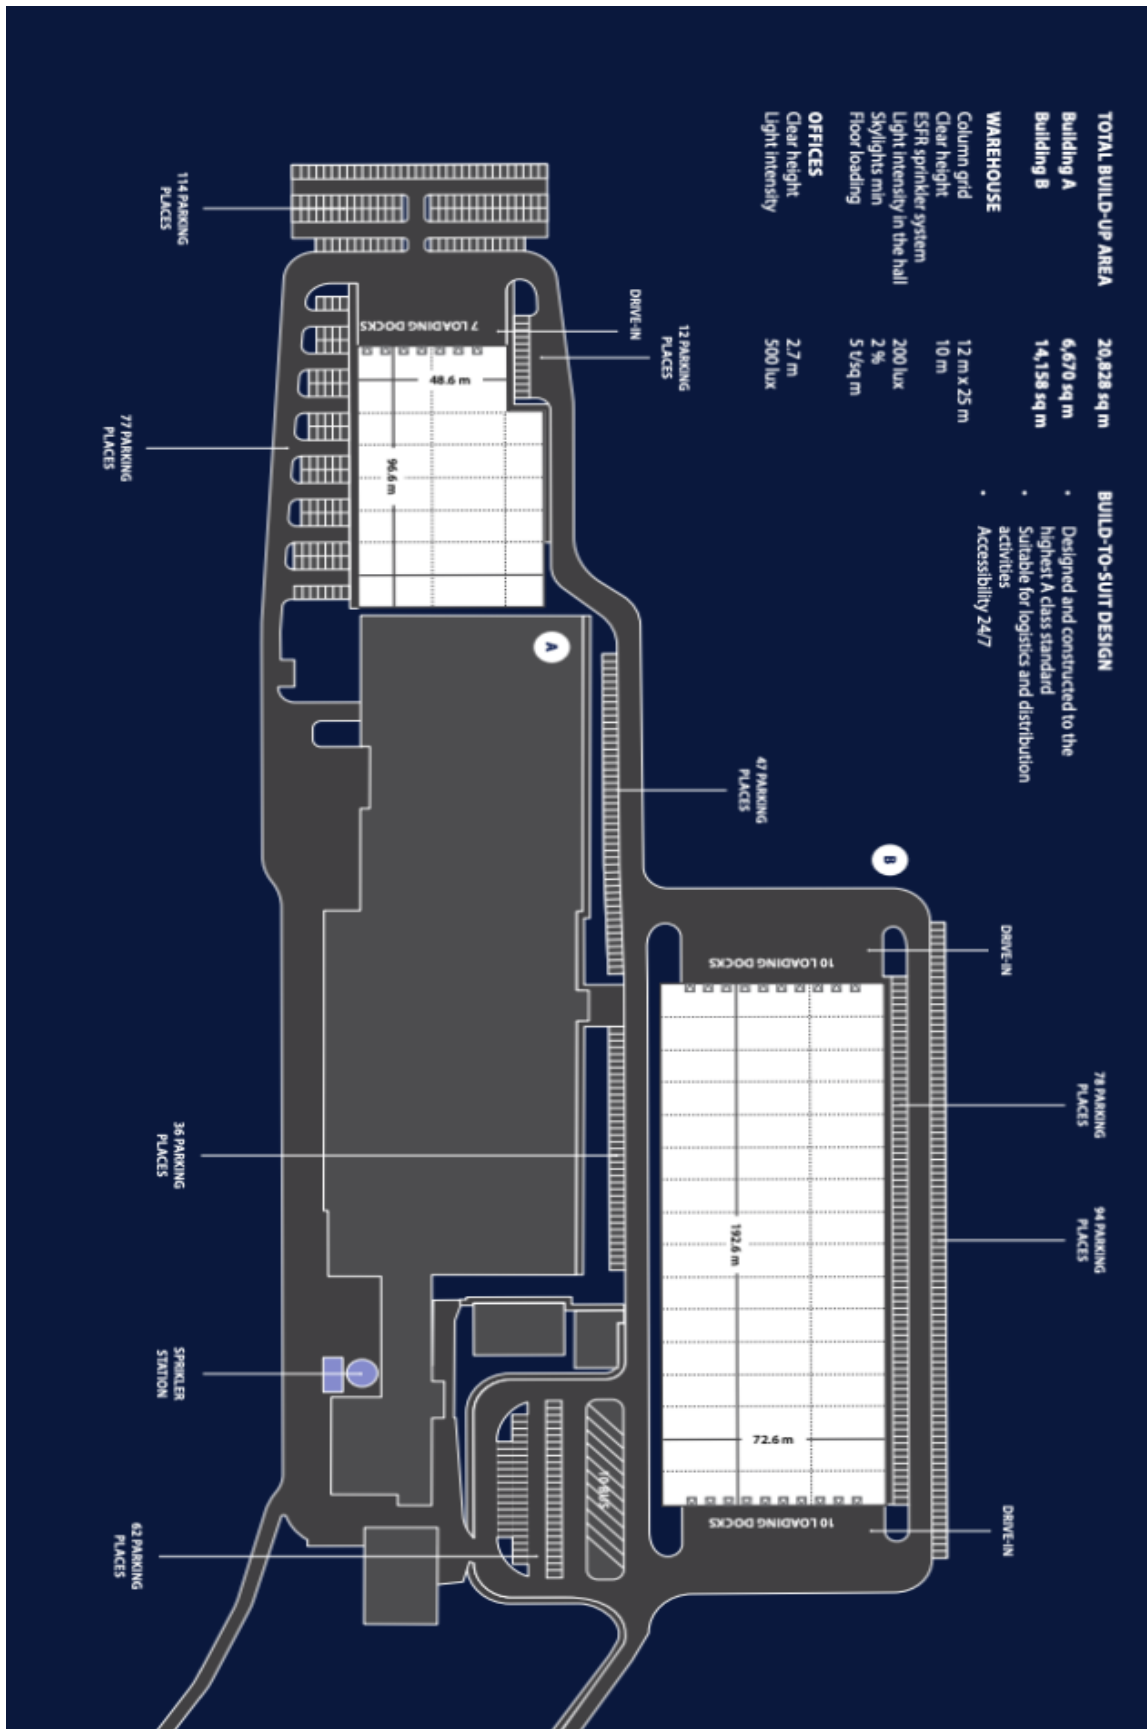 TOTAL BUILD-UP AREA 20,828 sq m
Building A 6,670 sq m
Building B 14,158 sq m
WAREHOUSE
Column grid 12 m x 25 m
Clear height 10 m
ESFR sprinkler system
Light intensity in the hall 200 lux
Skylights min 2 %
Floor loading 5 t/sq m
OFFICES
Clear height 2.7 m
Light intensity 500 lux
BUILD-TO-SUIT DESIGN
• Designed and constructed to the
highest A class standard
• Suitable for logistics and distribution
activities
• Accessibility 24/7
114 PARKING
PLACES
77 PARKING
PLACES
12 PARKING
PLACES
DRIVE-IN
7 LOADING DOCKS
48.6 m
96.6 m
A
47 PARKING
PLACES
B
DRIVE-IN
10 LOADING DOCKS
78 PARKING
PLACES
94 PARKING
PLACES
192.6 m
72.6 m
10 LOADING DOCKS
DRIVE-IN
36 PARKING
PLACES
SPRIKLER
STATION
62 PARKING
PLACES